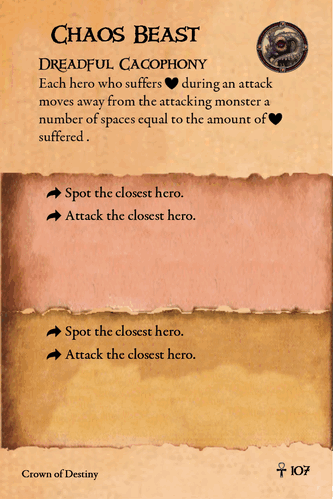 Chaos Beast
Dreadful Cacophony
Each hero who suffers ♥ during an attack
moves away from the attacking monster a
number of spaces equal to the amount of ♥
suffered .
Spot the closest hero.
Attack the closest hero.
Spot the closest hero.
Attack the closest hero.
Crown of Destiny
☥ 107